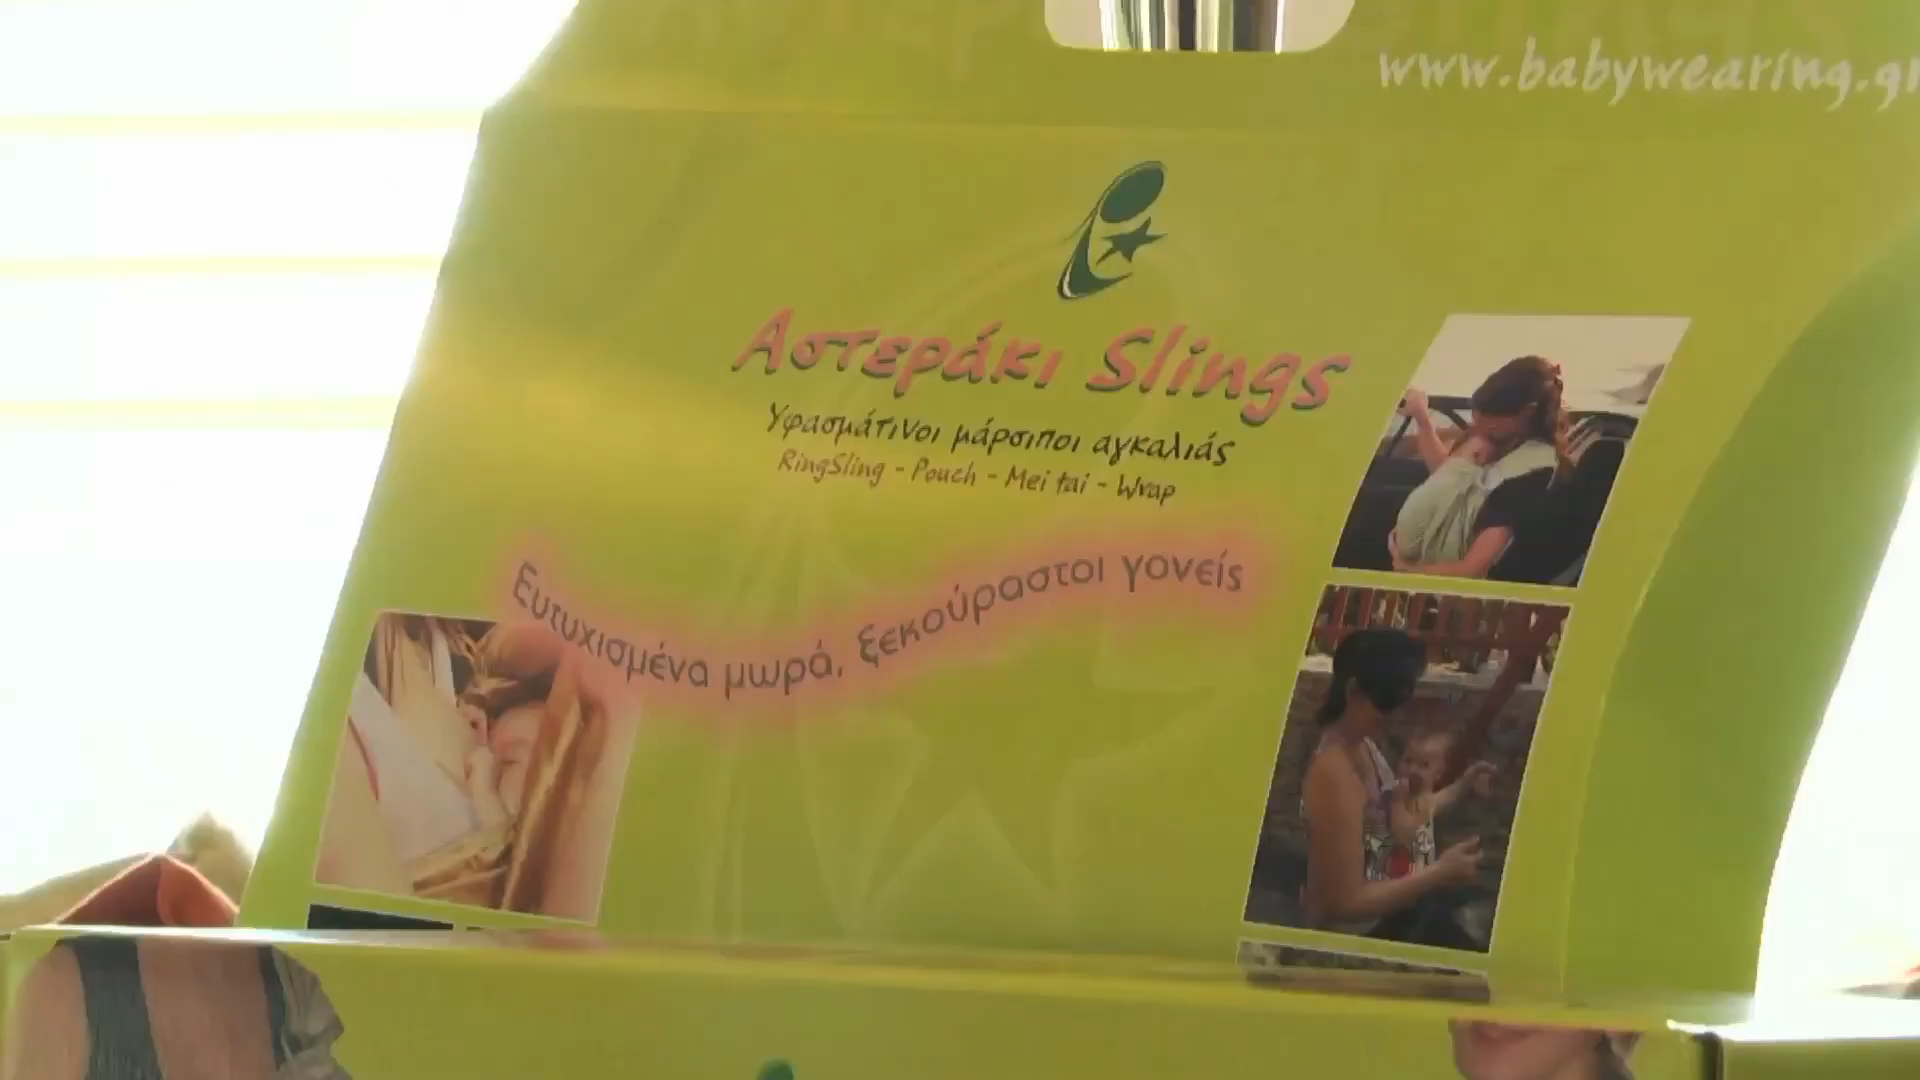 www.babywearing.gr
Αστεράκι Slings
Υφασμάτινοι μάρσιποι αγκαλιάς
RingSling - Pouch - Mei tai - Wrap
Ευτυχισμένα μωρά, ξεκούραστοι γονείς